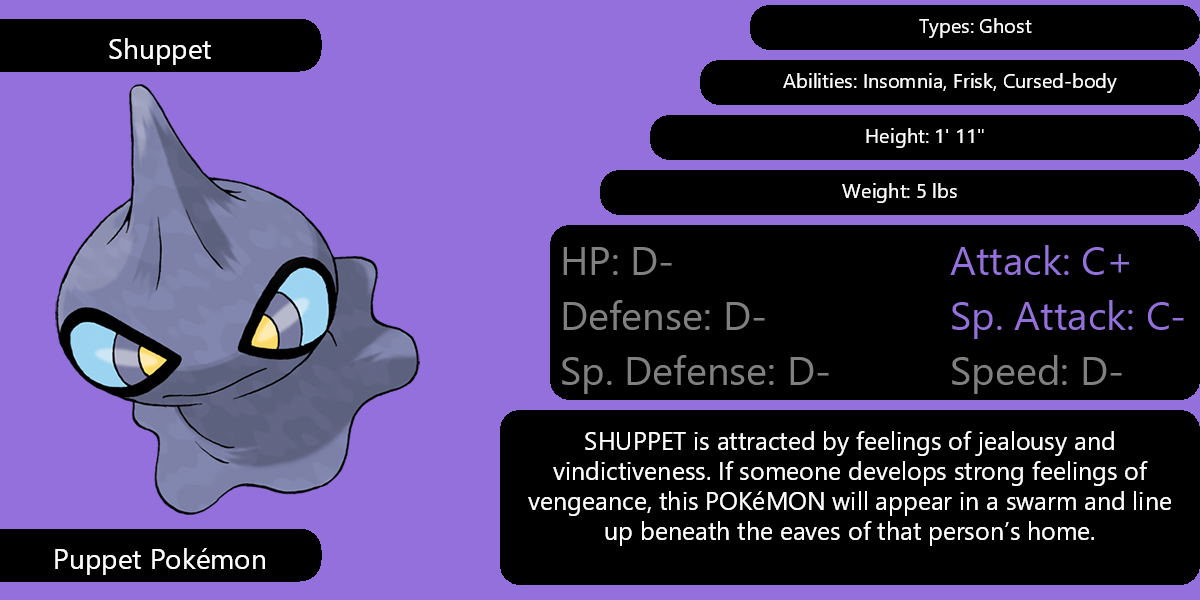 Shuppet
Puppet Pokémon
Types: Ghost
Abilities: Insomnia, Frisk, Cursed-body
Height: 1' 11"
Weight: 5 lbs
HP: D-
Attack: C+
Defense: D-
Sp. Attack: C-
Sp. Defense: D-
Speed: D-
SHUPPET is attracted by feelings of jealousy and
vindictiveness. If someone develops strong feelings of
vengeance, this POKéMON will appear in a swarm and line
up beneath the eaves of that person’s home.